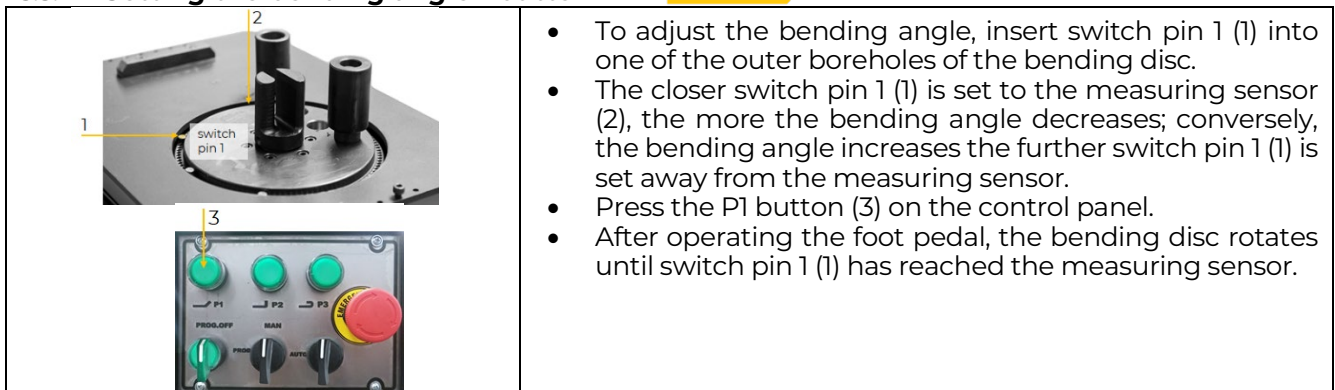 2
1
switch
pin 1
3
P1
P2
P3
PROG.OFF
MAN
PROG
AUTO
• To adjust the bending angle, insert switch pin 1 (1) into
one of the outer boreholes of the bending disc.
• The closer switch pin 1 (1) is set to the measuring sensor
(2), the more the bending angle decreases; conversely,
the bending angle increases the further switch pin 1 (1) is
set away from the measuring sensor.
• Press the P1 button (3) on the control panel.
• After operating the foot pedal, the bending disc rotates
until switch pin 1 (1) has reached the measuring sensor.